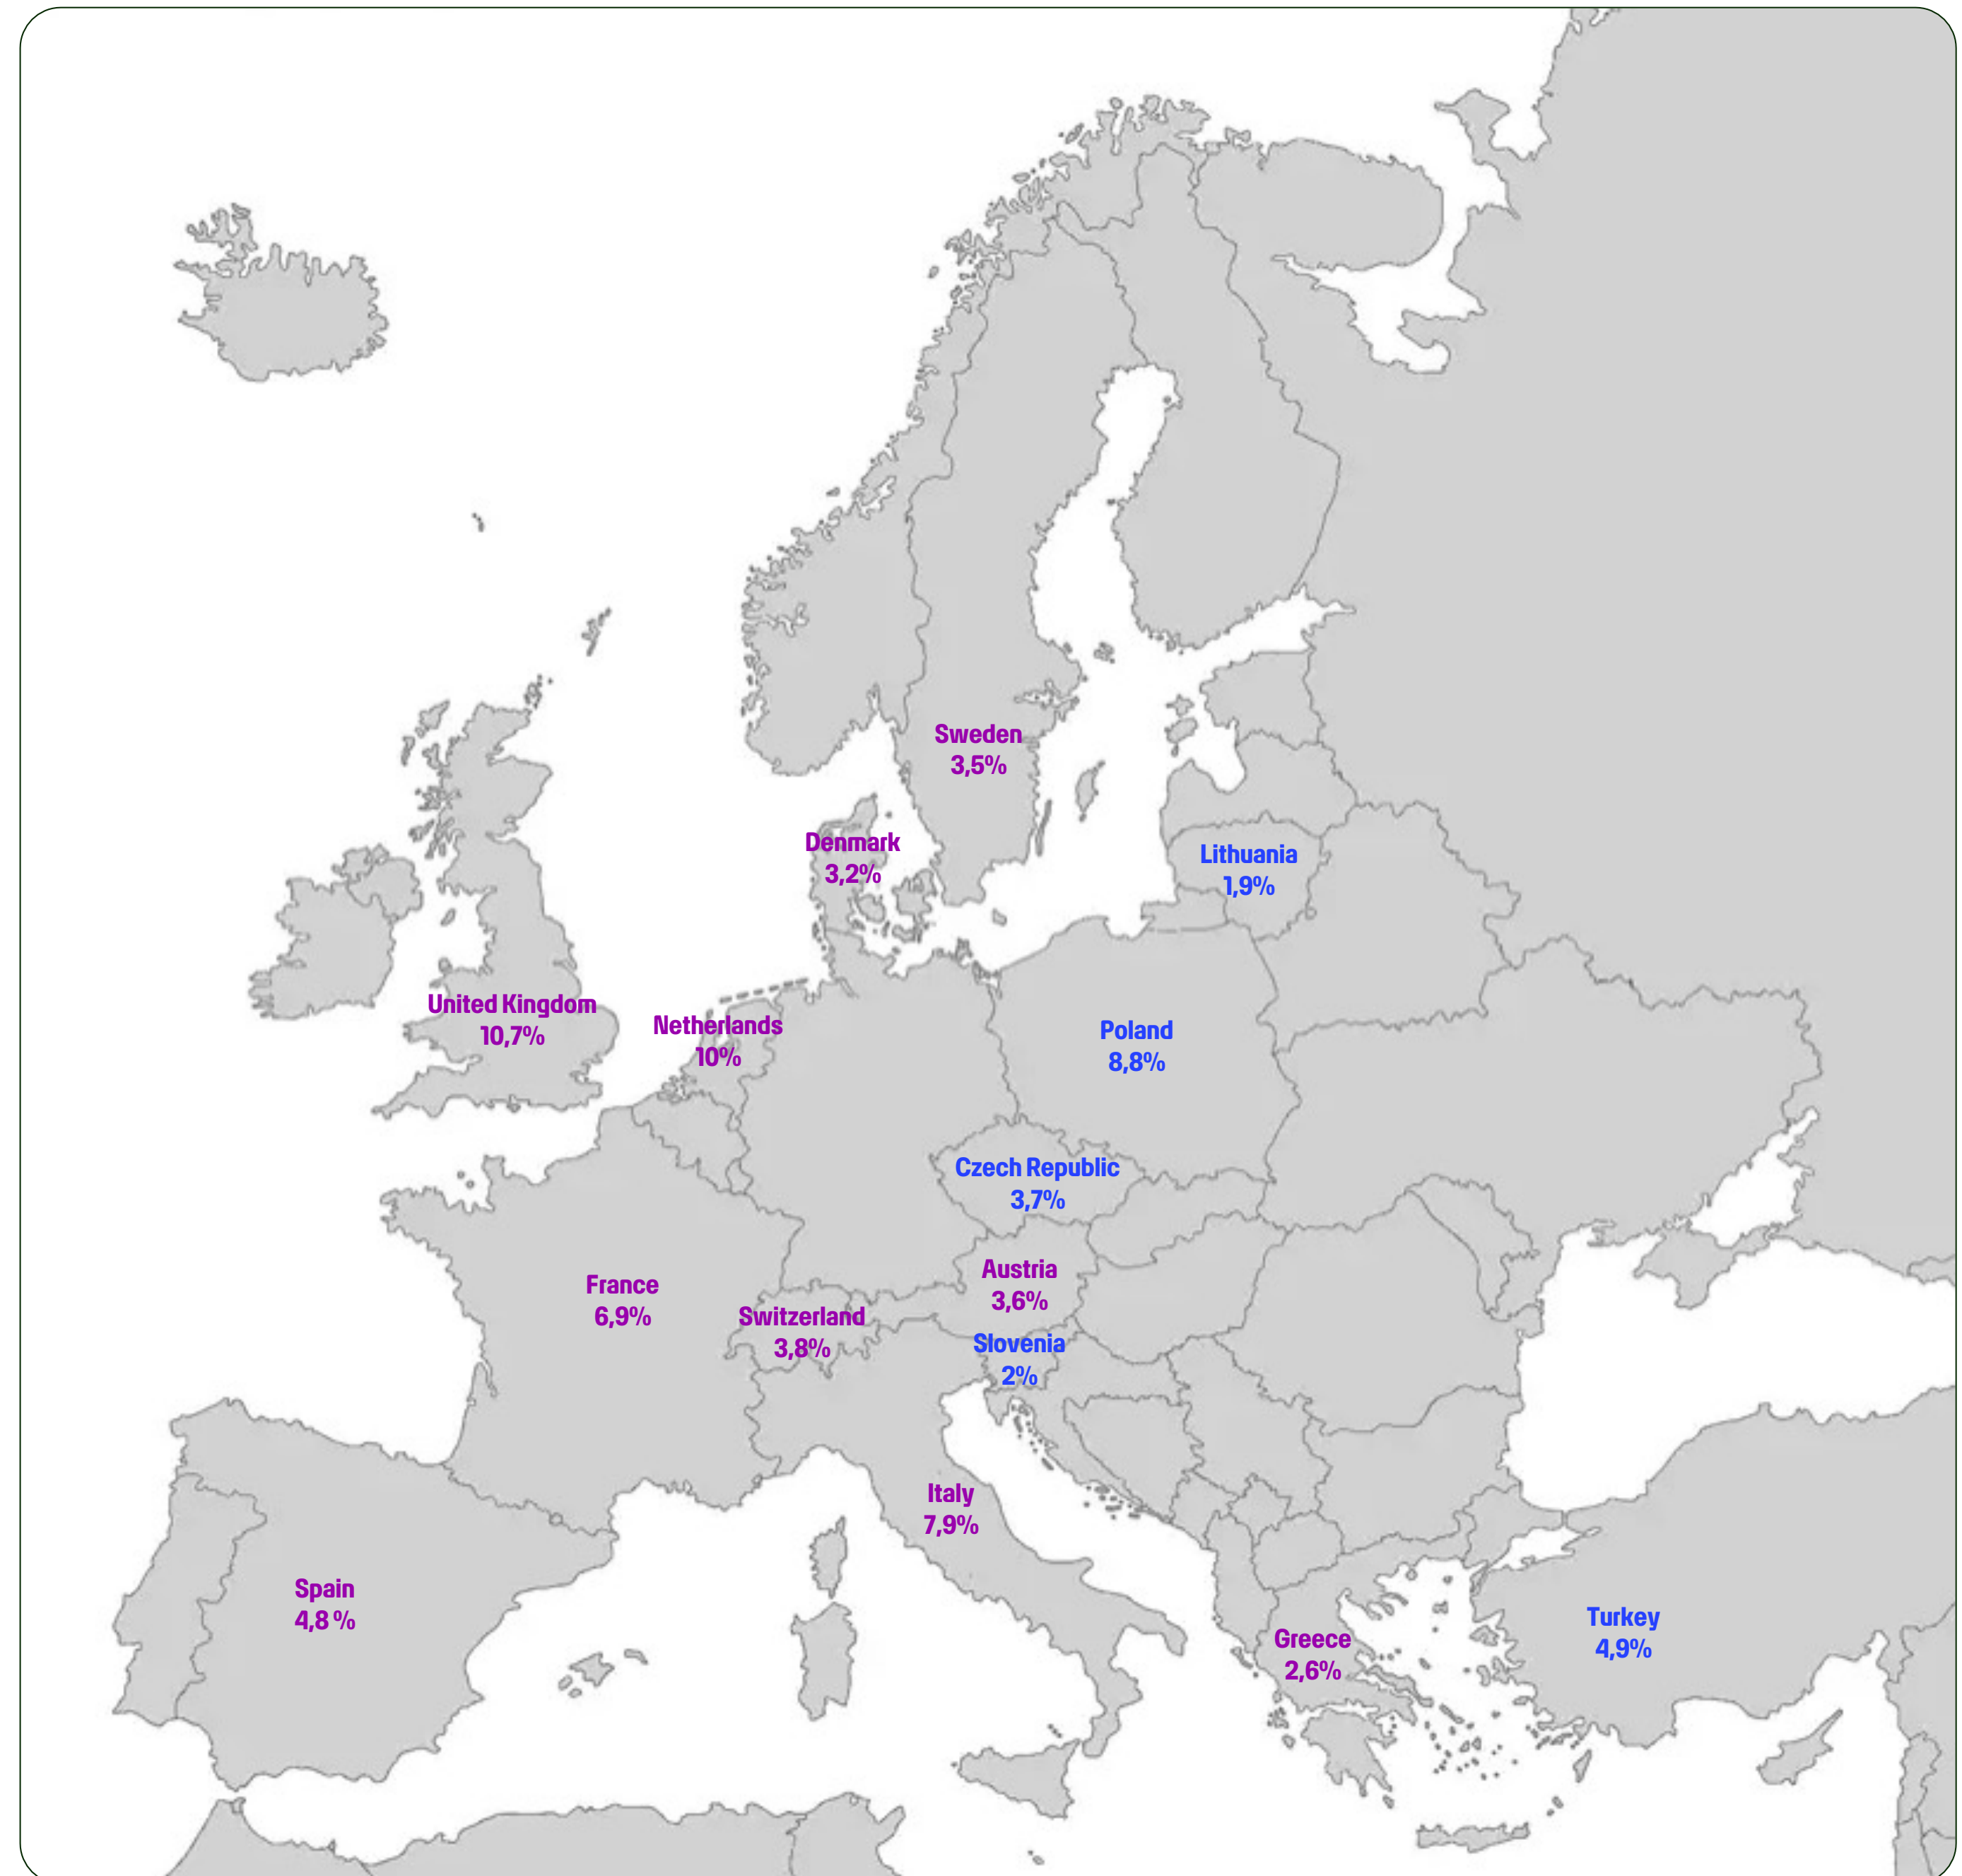 Sweden
3,5%
Denmark
3,2%
Lithuania
1,9%
United Kingdom
10,7%
Netherlands
10%
Poland
8,8%
Czech Republic
3,7%
Austria
3,6%
France
6,9%
Switzerland
3,8%
Slovenia
2%
Italy
7,9%
Spain
4,8 %
Greece
2,6%
Turkey
4,9%